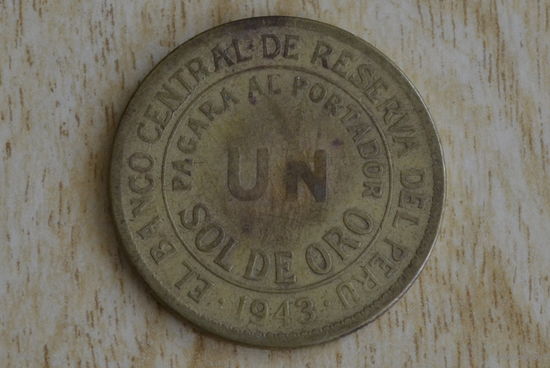 EL BANCO CENTRAL DE RESERVA DEL PERU
PAGARA AL PORTADOR
UN
SOL DE ORO
1943